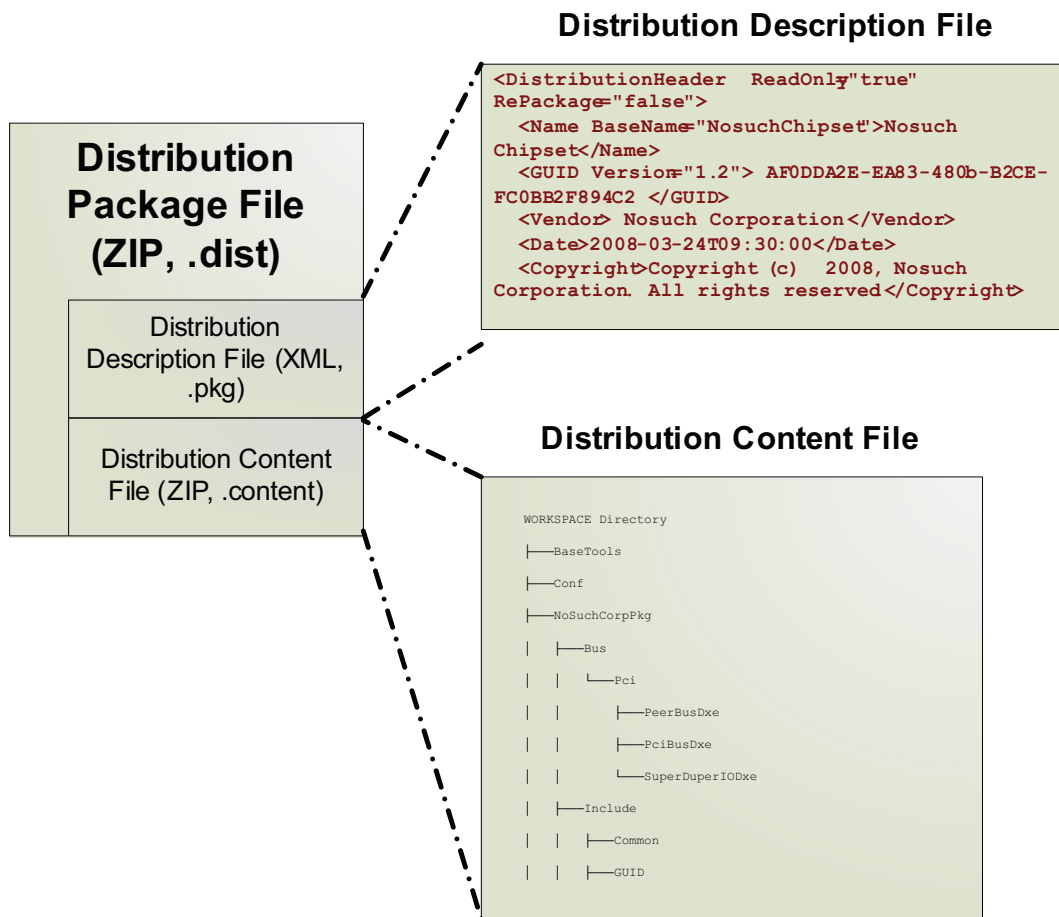 Distribution Description File
Distribution
Package File
(ZIP, .dist)
Distribution
Description File (XML,
.pkg)
Distribution Content
File (ZIP, .content)
<DistributionHeader ReadOnly="true"
RePackage="false">
<Name BaseName="NosuchChipset">Nosuch
Chipset</Name>
<GUID Version="1.2"> AF0DDA2E-EA83-480b-B2CE-
FC0BB2F894C2 </GUID>
<Vendor> Nosuch Corporation</Vendor>
<Date>2008-03-24T09:30:00</Date>
<Copyright>Copyright (c) 2008, Nosuch
Corporation. All rights reserved</Copyright>
Distribution Content File
WORKSPACE Directory
├───BaseTools
├───Conf
├───NoSuchCorpPkg
│ ├───Bus
│ │ └───Pci
│ │ ├───PeerBusDxe
│ │ ├───PciBusDxe
│ │ └───SuperDuperIODxe
│ ├───Include
│ │ ├───Common
│ │ ├───GUID